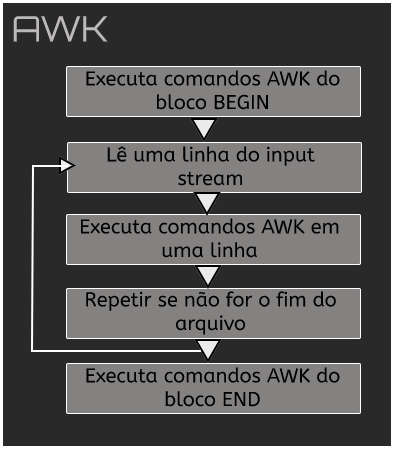 AWK
Executa comandos AWK do
bloco BEGIN
Lê uma linha do input
stream
Executa comandos AWK em
uma linha
Repetir se não for o fim do
arquivo
Executa comandos AWK do
bloco END